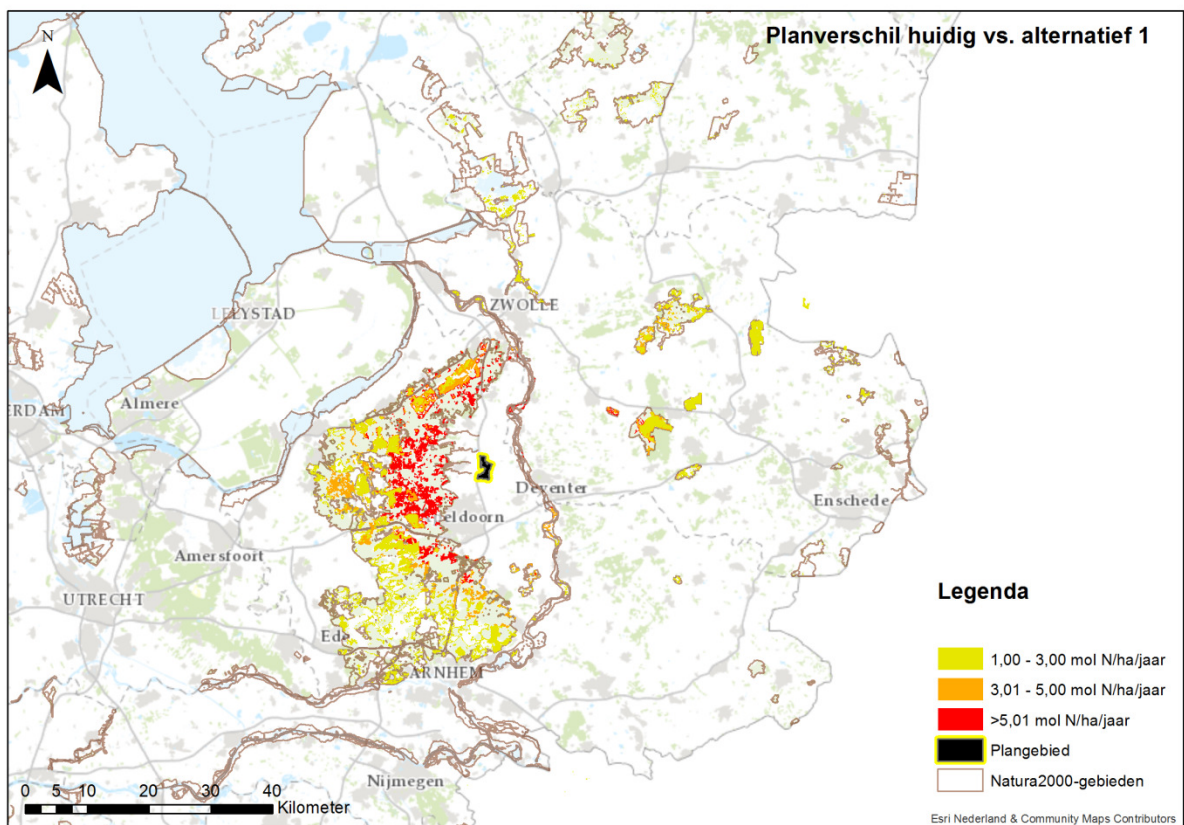 Planverschil huidig vs. alternatief 1
N
ZWOLLE
LELYSTAD
ERDAM
Almere
Deventer
Enschede
eldoorn
Amersfoort
UTRECHT
Ede
ARNHEM
Nijmegen
Legenda
1,00 - 3,00 mol N/ha/jaar
3,01 - 5,00 mol N/ha/jaar
>5,01 mol N/ha/jaar
Plangebied
Natura2000-gebieden
0 5 10 20 30 40
Kilometer
Esri Nederland & Community Maps Contributors